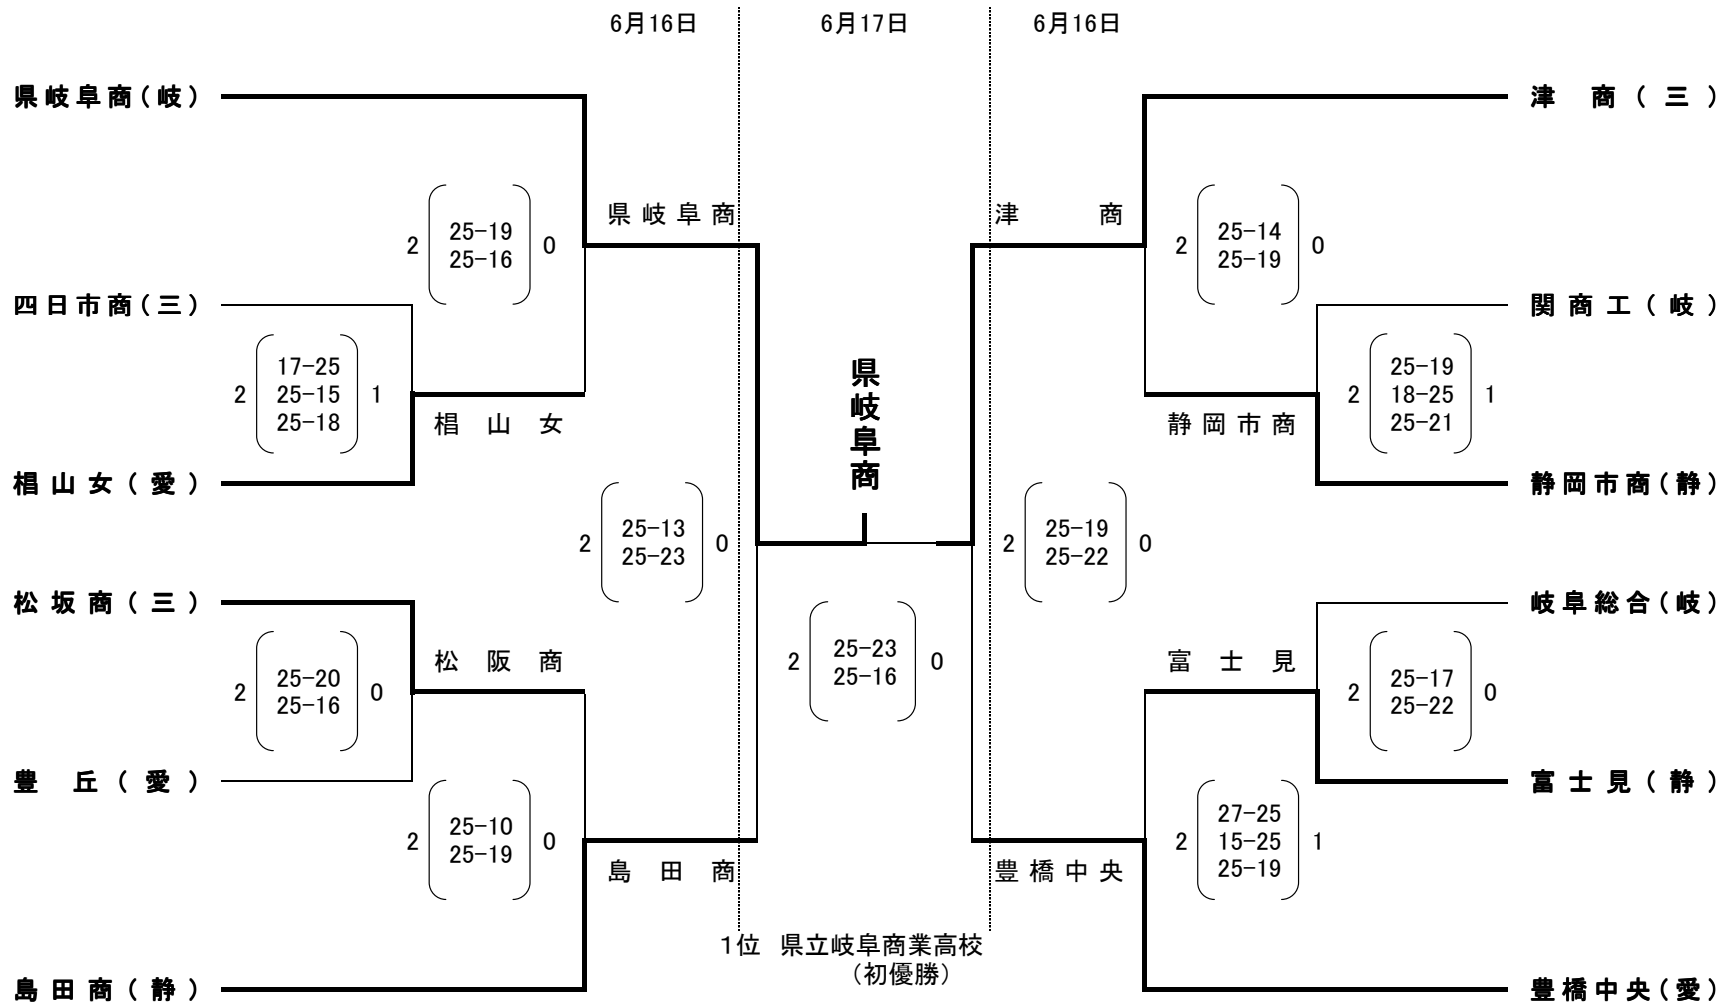 6月16日 6月17日 6月16日
県岐阜商(岐) 津 商(三)
県岐阜商 津 商
2 25-19 0 2 25-14 0
25-16 25-19
四日市商(三) 関商工(岐)
17-25 25-19
2 25-15 1 2 18-25 1
25-18 25-21
県岐阜商
椙山女 静岡市商
椙山女(愛) 静岡市商(静)
2 25-13 0 2 25-19 0
25-23 25-22
松坂商(三) 岐阜総合(岐)
松阪商 富士見
2 25-23 0
25-16
2 25-20 0 2 25-17 0
25-16 25-22
豊 丘(愛) 富士見(静)
2 25-10 0 27-25
25-19 2 15-25 1
25-19
島田商 豊橋中央
1位 県立岐阜商業高校
(初優勝)
島田商(静) 豊橋中央(愛)